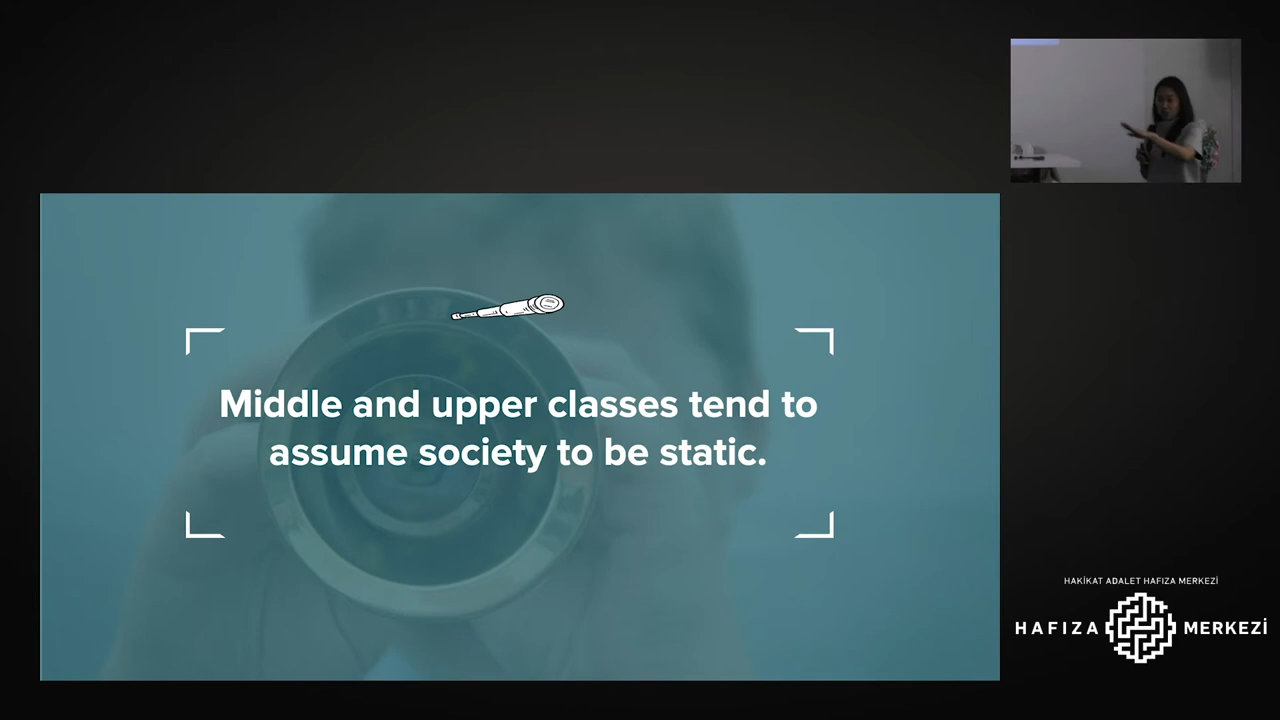 Middle and upper classes tend to
assume society to be static.
HAKİKAT ADALET HAFIZA MERKEZİ
HAFIZA MERKEZİ